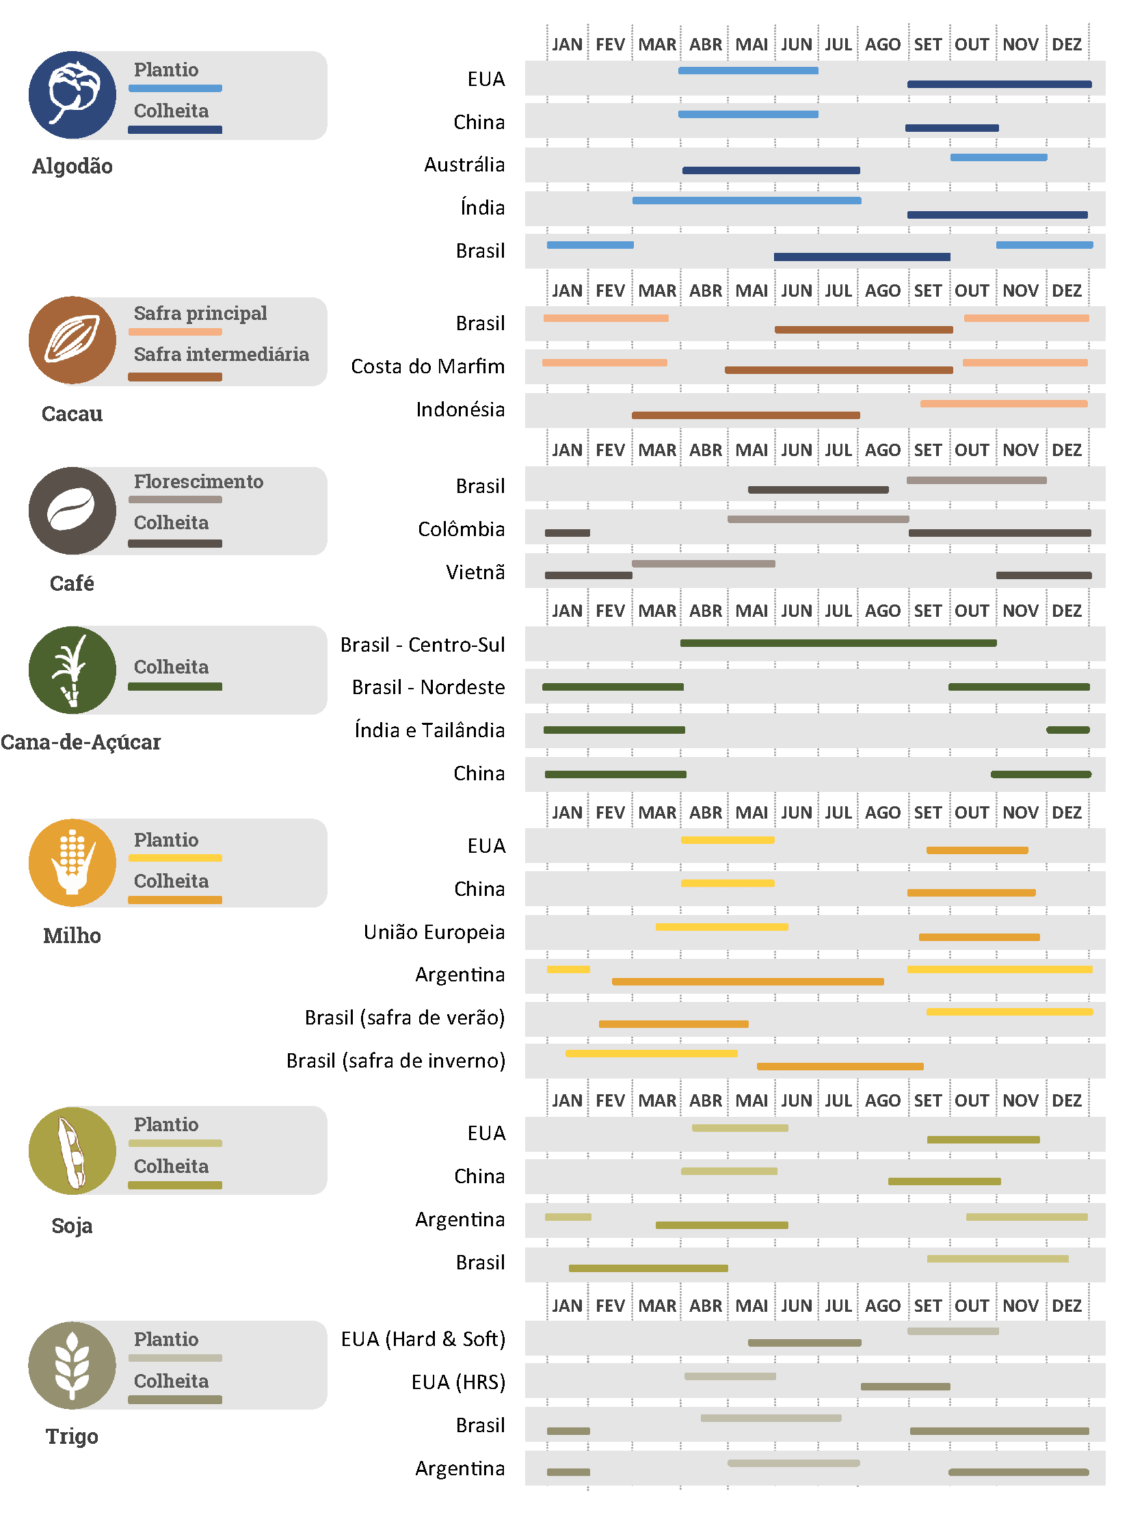 JAN FEV MAR ABR MAI JUN JUL AGO SET OUT NOV DEZ
Plantio
Colheita
Algodão
EUA
China
Austrália
Índia
Brasil
JAN FEV MAR ABR MAI JUN JUL AGO SET OUT NOV DEZ
Safra principal
Safra intermediária
Cacau
Brasil
Costa do Marfim
Indonésia
JAN FEV MAR ABR MAI JUN JUL AGO SET OUT NOV DEZ
Florescimento
Colheita
Café
Brasil
Colômbia
Vietnã
JAN FEV MAR ABR MAI JUN JUL AGO SET OUT NOV DEZ
Colheita
Cana-de-Açúcar
Brasil - Centro-Sul
Brasil - Nordeste
Índia e Tailândia
China
JAN FEV MAR ABR MAI JUN JUL AGO SET OUT NOV DEZ
Plantio
Colheita
Milho
EUA
China
União Europeia
Argentina
Brasil (safra de verão)
Brasil (safra de inverno)
JAN FEV MAR ABR MAI JUN JUL AGO SET OUT NOV DEZ
Plantio
Colheita
Soja
EUA
China
Argentina
Brasil
JAN FEV MAR ABR MAI JUN JUL AGO SET OUT NOV DEZ
Plantio
Colheita
Trigo
EUA (Hard & Soft)
EUA (HRS)
Brasil
Argentina